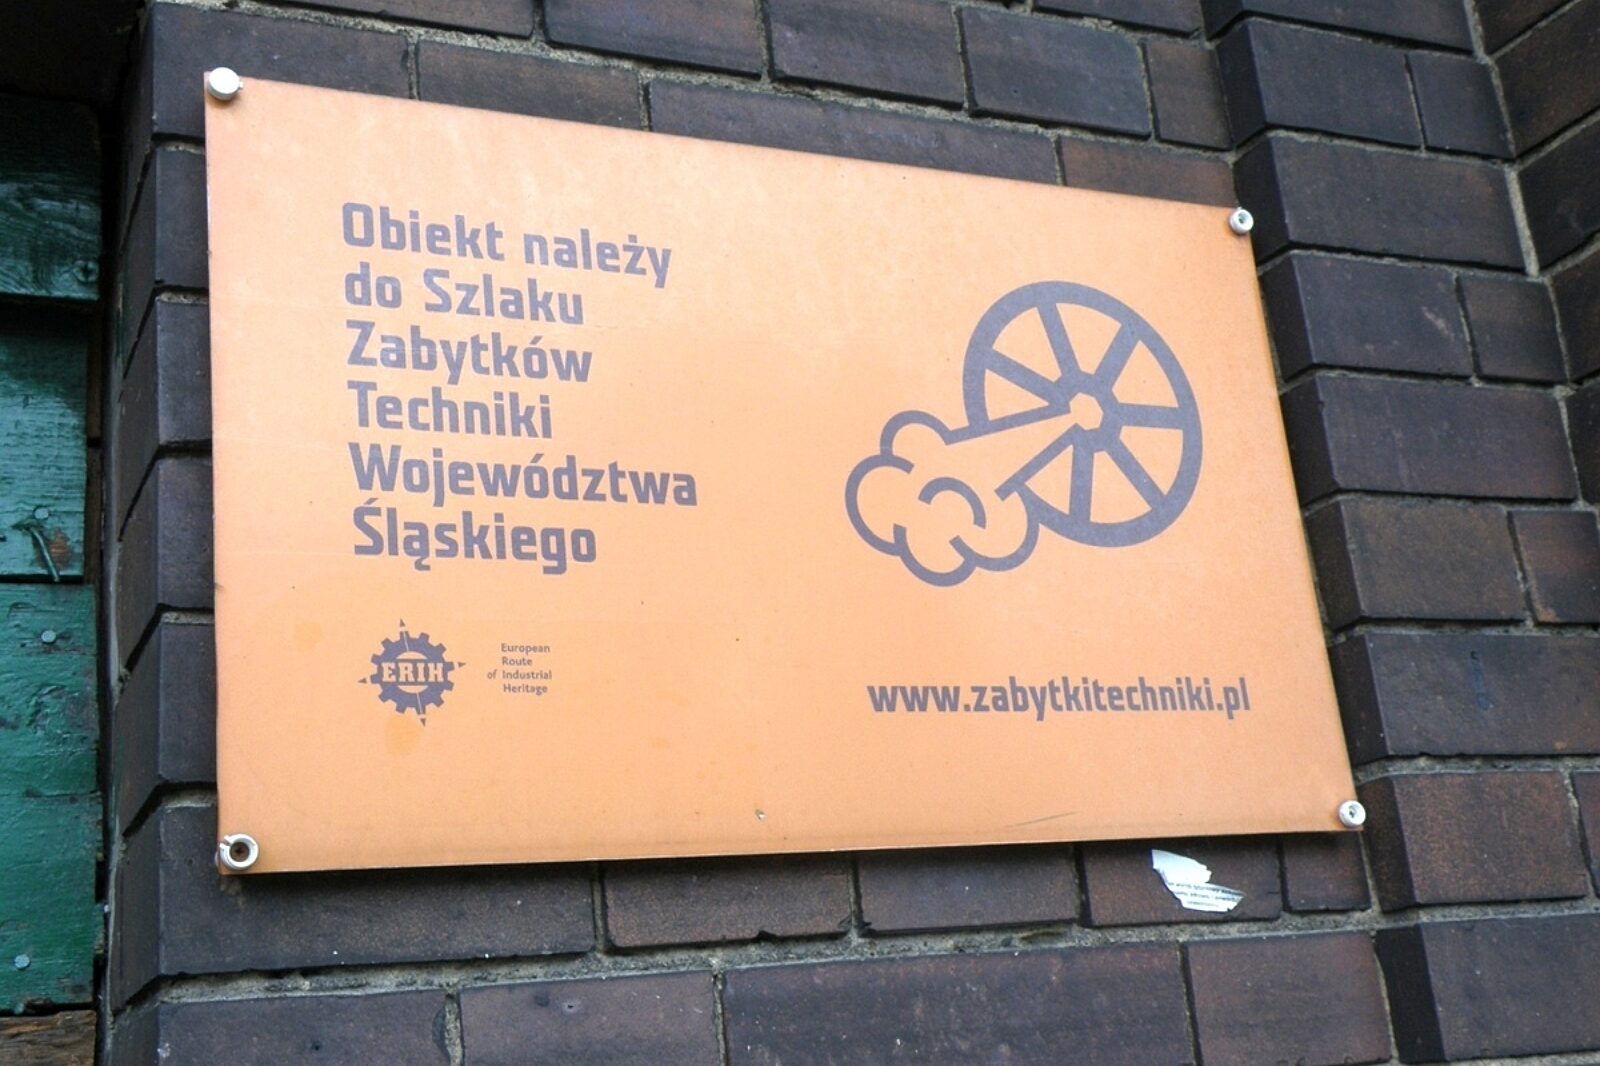 Obiekt należy
do Szlaku
Zabytków
Techniki
Województwa
Śląskiego
ERIH
European
Route
of Industrial
Heritage
www.zabytkitechniki.pl